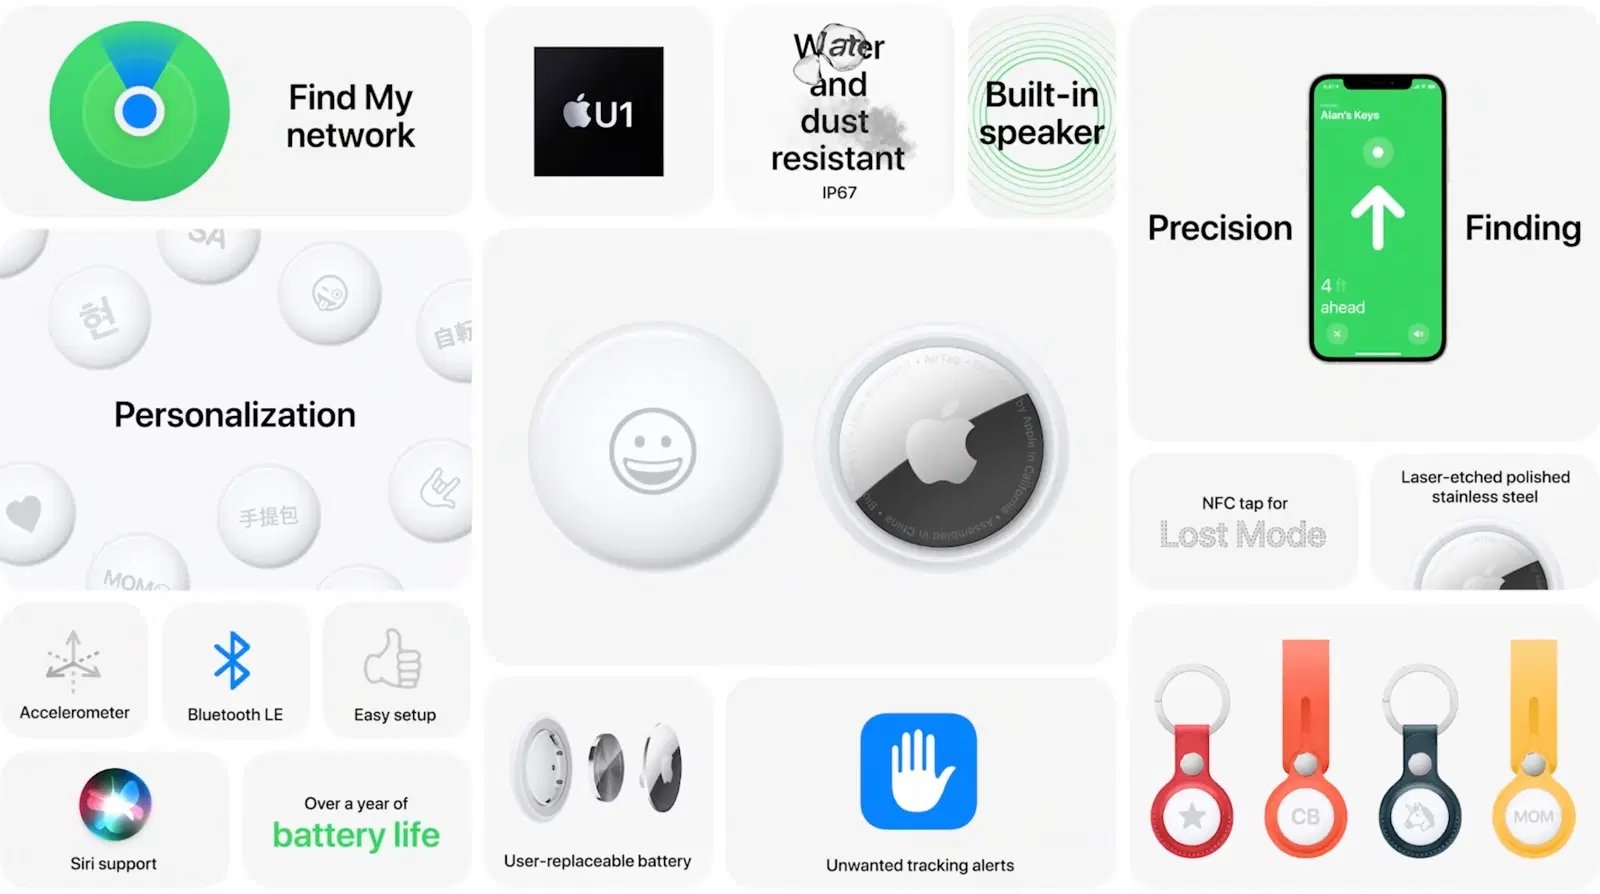 Find My
network
U1
Water
and
dust
resistant
IP67
Built-in
speaker
Precision
Finding
Alan's Keys
4 ft
ahead
SA
현
自転
Personalization
手提包
MOM
AirTag
by Apple in California
Assembled in China
NFC tap for
Lost Mode
Laser-etched polished
stainless steel
Accelerometer
Bluetooth LE
Easy setup
Siri support
Over a year of
battery life
User-replaceable battery
Unwanted tracking alerts
CB
MOM